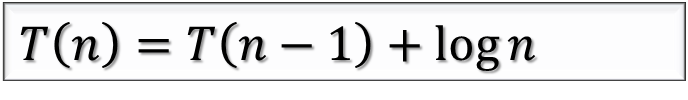 T(n) = T(n − 1) + log n